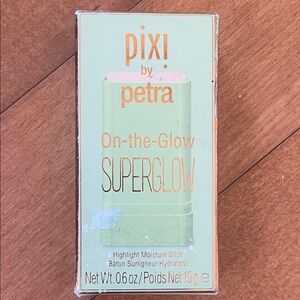 pixi
by
petra
On-the-Glow
SUPERGLOW
Highlight Moisture Stick
Bâton Surligneur Hydratant
Net Wt. 0.6 oz / Poids Net 19g ℮